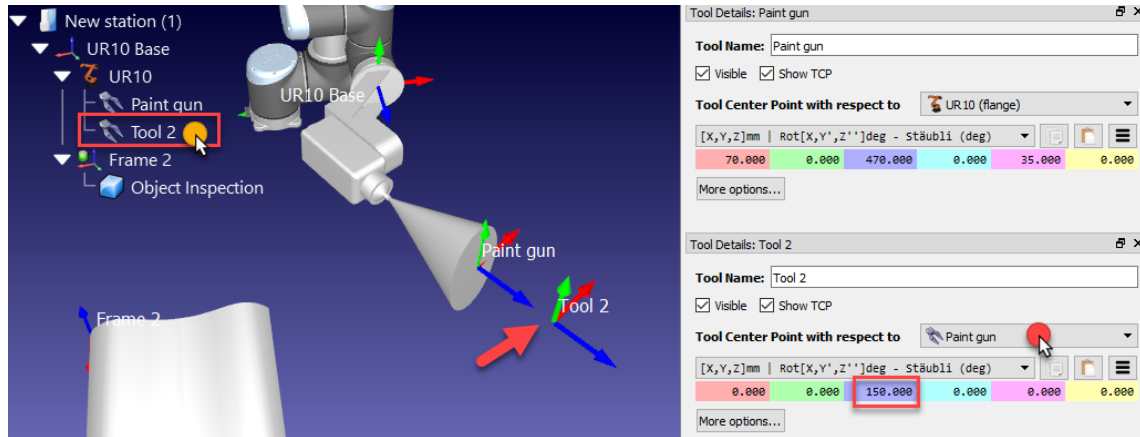 New station (1)
UR10 Base
UR10
Paint gun
Tool 2
Frame 2
Object Inspection
UR10 Base
Paint gun
Tool 2
Frame 2
Tool Details: Paint gun
Tool Name: Paint gun
Visible Show TCP
Tool Center Point with respect to UR10 (flange)
[X,Y,Z]mm | Rot[X,Y',Z'']deg - Stäubli (deg)
70.000 0.000 470.000 0.000 35.000 0.000
More options...
Tool Details: Tool 2
Tool Name: Tool 2
Visible Show TCP
Tool Center Point with respect to Paint gun
[X,Y,Z]mm | Rot[X,Y',Z'']deg - Stäubli (deg)
0.000 0.000 150.000 0.000 0.000 0.000
More options...